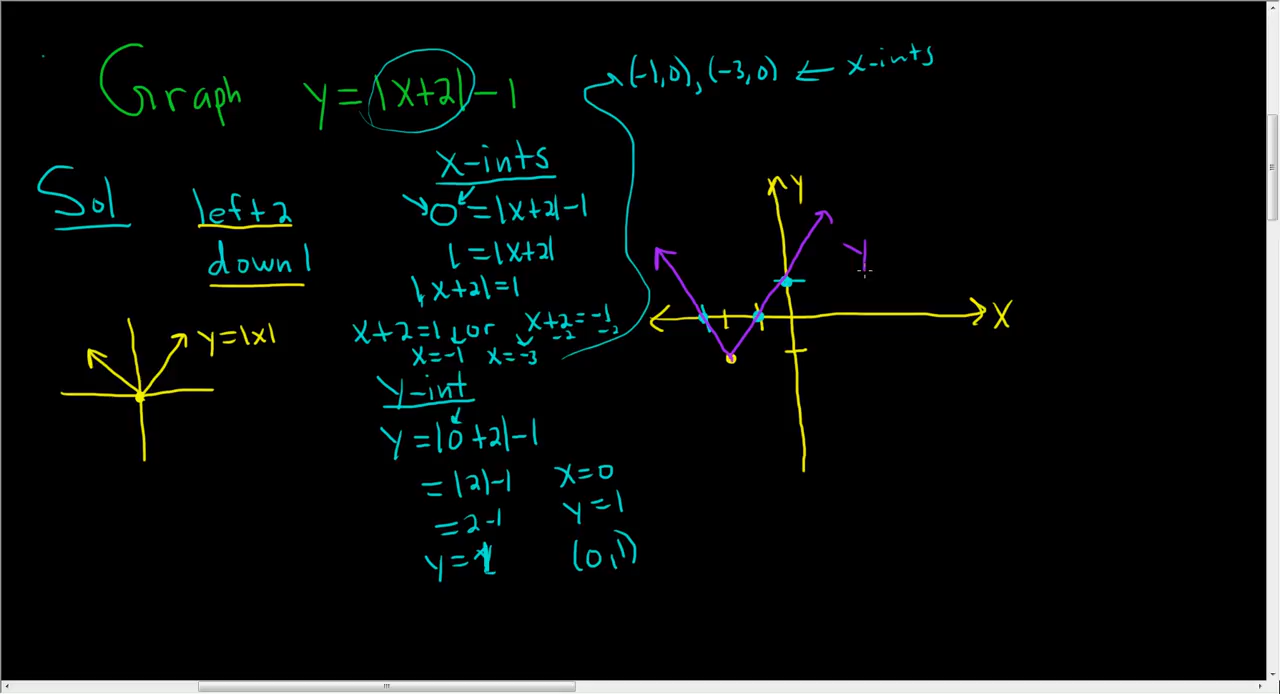 Graph y = |x+2| - 1
Sol
left 2
down 1
y = |x|
x-ints
0 = |x+2| - 1
1 = |x+2|
|x+2| = 1
x+2 = 1 or x+2 = -1
-2 -2
x = -1 x = -3
y-int
y = |0+2| - 1
= |2| - 1
= 2 - 1
y = 1
x = 0
y = 1
(0,1)
(-1,0), (-3,0) ← x-ints
y
x
y